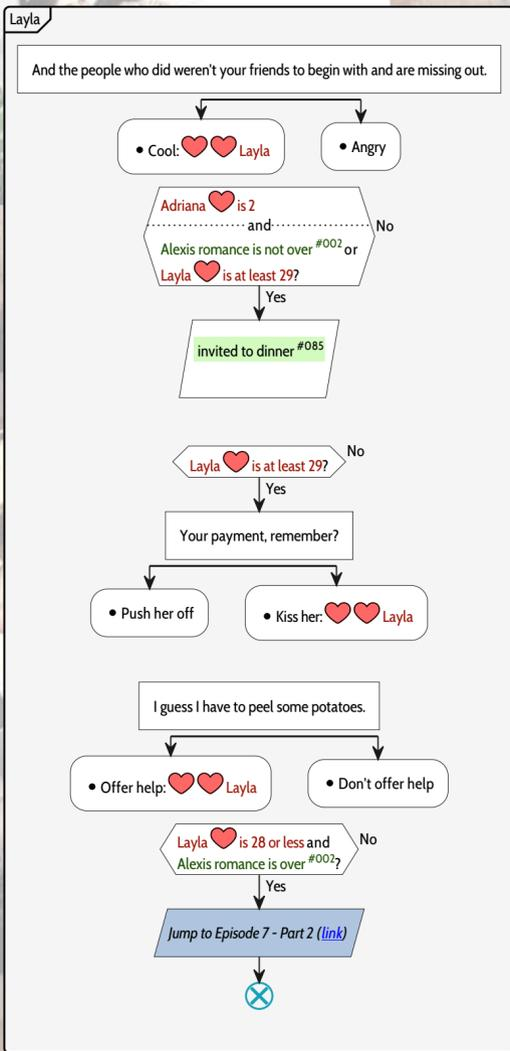 Layla
And the people who did weren't your friends to begin with and are missing out.
• Cool: Layla
• Angry
Adriana is 2
and
No
Alexis romance is not over #002 or
Layla is at least 29?
Yes
invited to dinner #085
No
Layla is at least 29?
Yes
Your payment, remember?
• Push her off
• Kiss her: Layla
I guess I have to peel some potatoes.
• Offer help: Layla
• Don't offer help
Layla is 28 or less and
No
Alexis romance is over #002?
Yes
Jump to Episode 7 - Part 2 (link)